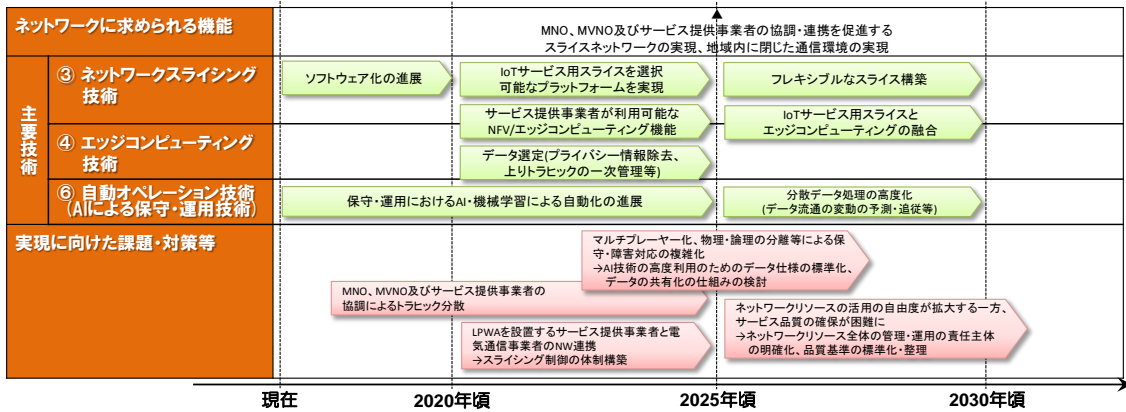 ネットワークに求められる機能
MNO、MVNO及びサービス提供事業者の協調・連携を促進する
スライスネットワークの実現、地域内に閉じた通信環境の実現
主要技術
③ ネットワークスライシング
技術
ソフトウェア化の進展
IoTサービス用スライスを選択
可能なプラットフォームを実現
フレキシブルなスライス構築
サービス提供事業者が利用可能な
NFV/エッジコンピューティング機能
IoTサービス用スライスと
エッジコンピューティングの融合
④ エッジコンピューティング
技術
データ選定(プライバシー情報除去、
上りトラヒックの一次管理等)
⑥ 自動オペレーション技術
(AIによる保守・運用技術)
保守・運用におけるAI・機械学習による自動化の進展
分散データ処理の高度化
(データ流通の変動の予測・追従等)
実現に向けた課題・対策等
マルチプレーヤー化、物理・論理の分離等による保
守・障害対応の複雑化
→AI技術の高度利用のためのデータ仕様の標準化、
データの共有化の仕組みの検討
MNO、MVNO及びサービス提供事業者の
協調によるトラヒック分散
LPWAを設置するサービス提供事業者と電
気通信事業者のNW連携
→スライシング制御の体制構築
ネットワークリソースの活用の自由度が拡大する一方、
サービス品質の確保が困難に
→ネットワークリソース全体の管理・運用の責任主体
の明確化、品質基準の標準化・整理
現在
2020年頃
2025年頃
2030年頃